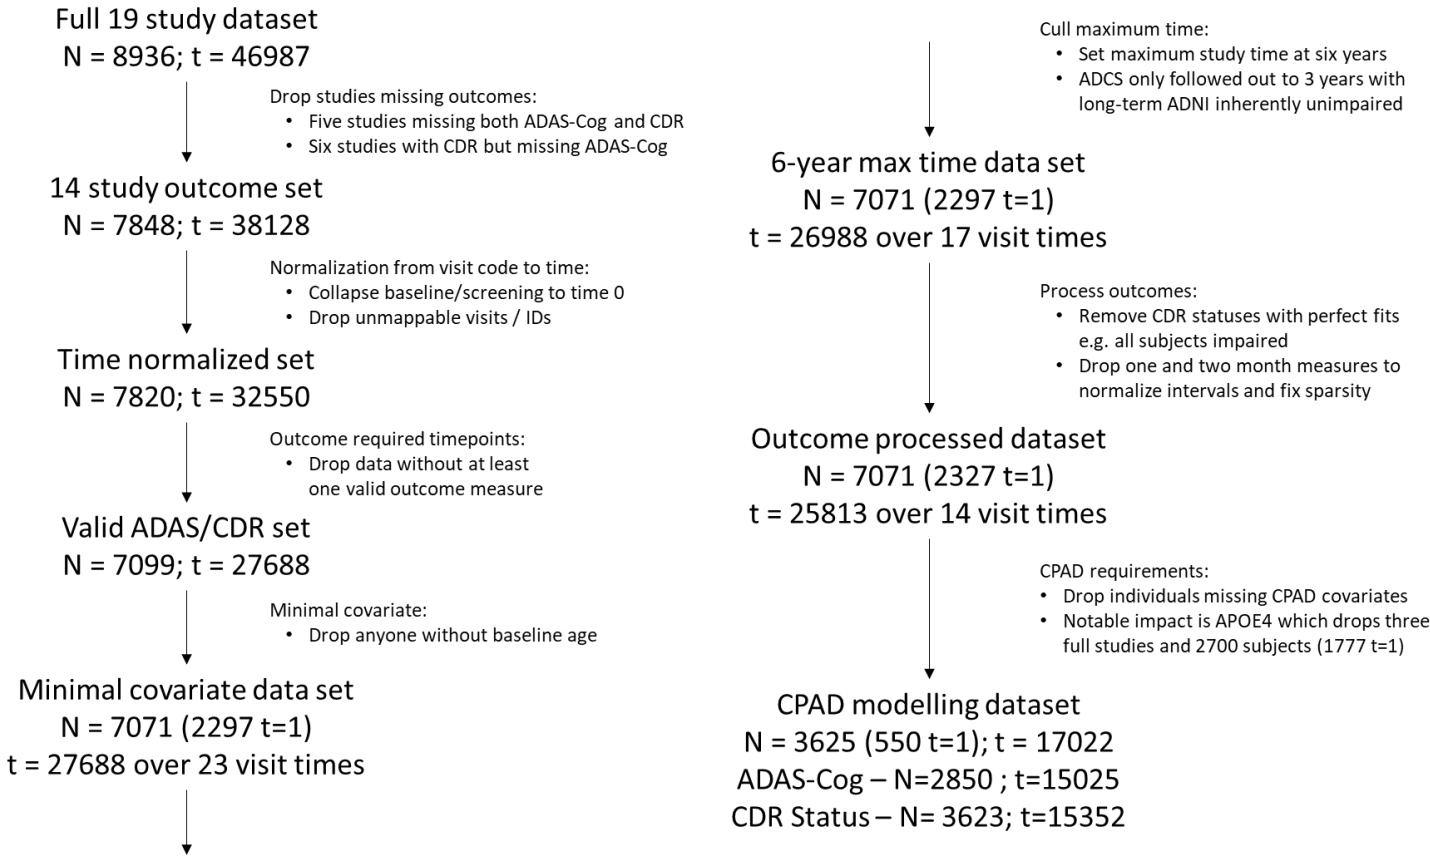 Full 19 study dataset
N = 8936; t = 46987
Drop studies missing outcomes:
• Five studies missing both ADAS-Cog and CDR
• Six studies with CDR but missing ADAS-Cog
14 study outcome set
N = 7848; t = 38128
Normalization from visit code to time:
• Collapse baseline/screening to time 0
• Drop unmappable visits / IDs
Time normalized set
N = 7820; t = 32550
Outcome required timepoints:
• Drop data without at least
one valid outcome measure
Valid ADAS/CDR set
N = 7099; t = 27688
Minimal covariate:
• Drop anyone without baseline age
Minimal covariate data set
N = 7071 (2297 t=1)
t = 27688 over 23 visit times
Cull maximum time:
• Set maximum study time at six years
• ADCS only followed out to 3 years with
long-term ADNI inherently unimpaired
6-year max time data set
N = 7071 (2297 t=1)
t = 26988 over 17 visit times
Process outcomes:
• Remove CDR statuses with perfect fits
e.g. all subjects impaired
• Drop one and two month measures to
normalize intervals and fix sparsity
Outcome processed dataset
N = 7071 (2327 t=1)
t = 25813 over 14 visit times
CPAD requirements:
• Drop individuals missing CPAD covariates
• Notable impact is APOE4 which drops three
full studies and 2700 subjects (1777 t=1)
CPAD modelling dataset
N = 3625 (550 t=1); t = 17022
ADAS-Cog – N=2850 ; t=15025
CDR Status – N= 3623; t=15352